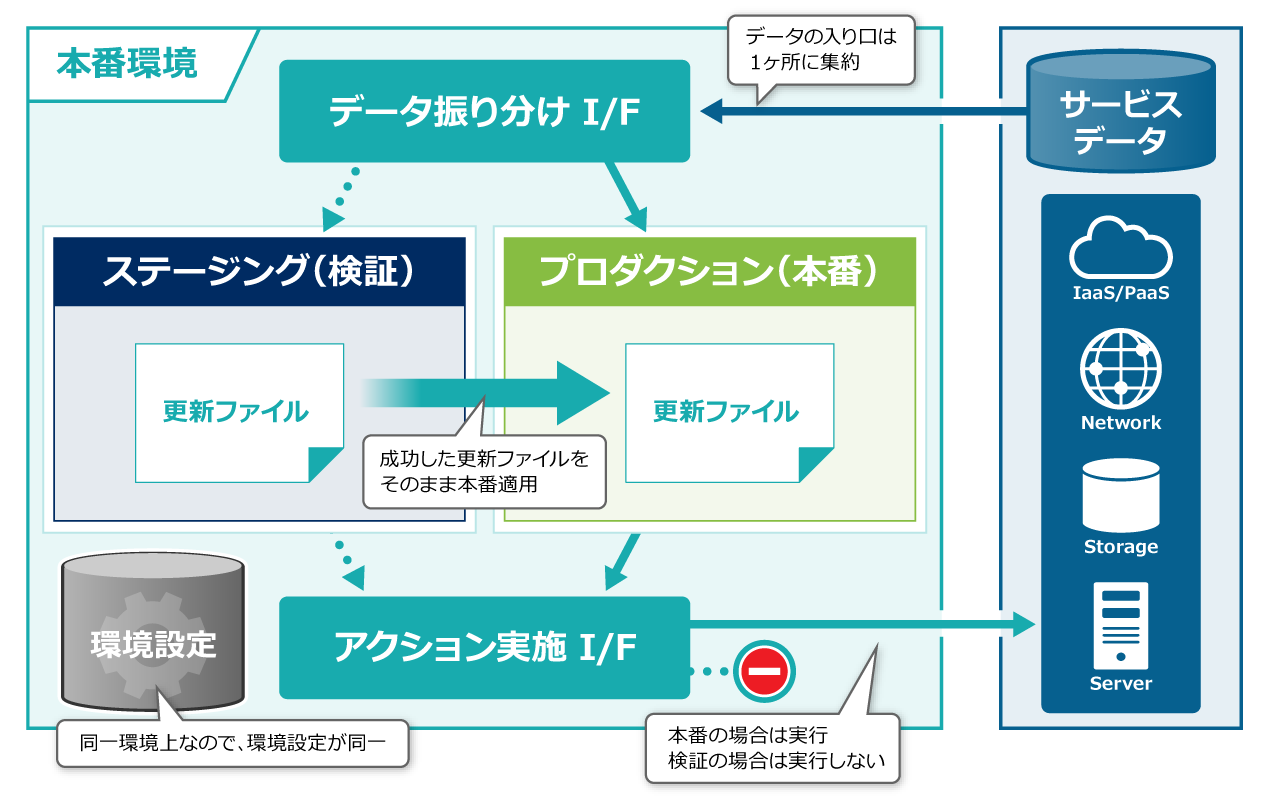 本番環境
データ振り分け I/F
データの入り口は
1ヶ所に集約
サービス
データ
ステージング(検証)
プロダクション(本番)
更新ファイル
更新ファイル
成功した更新ファイルを
そのまま本番適用
IaaS/PaaS
Network
Storage
Server
環境設定
アクション実施 I/F
同一環境上なので、環境設定が同一
本番の場合は実行
検証の場合は実行しない